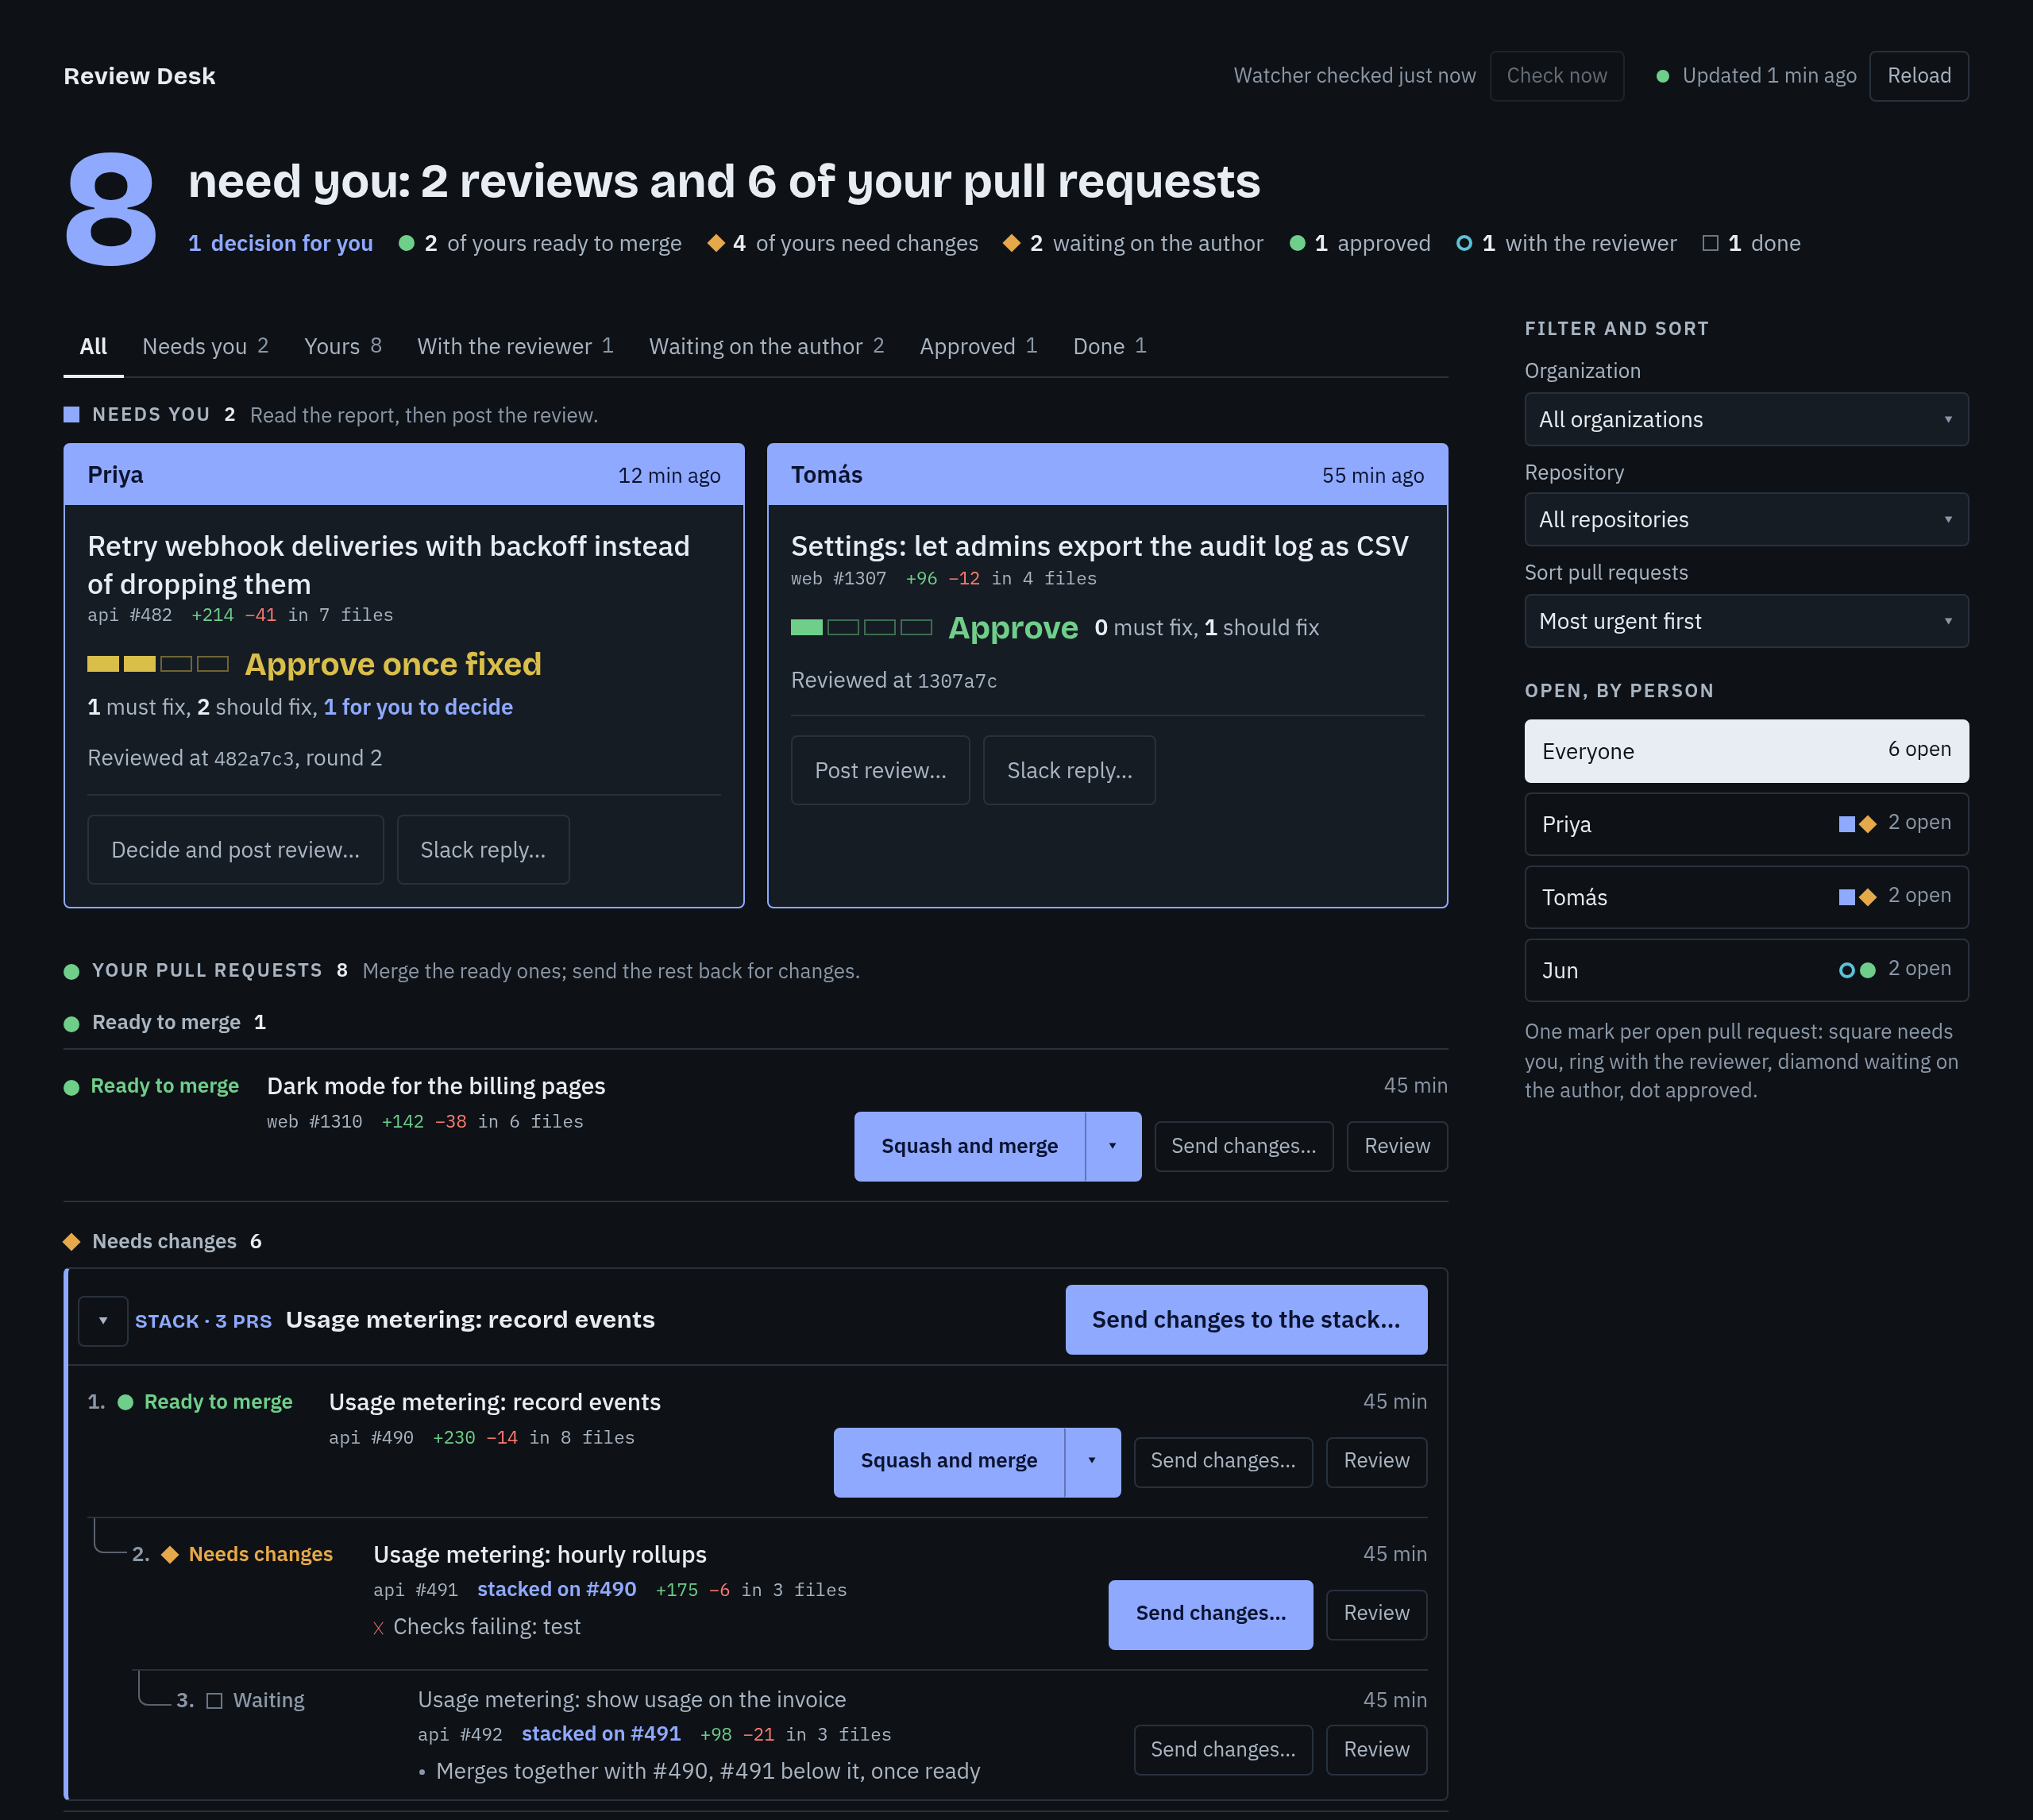 Review Desk
Watcher checked just now
Check now
Updated 1 min ago
Reload
8
need you: 2 reviews and 6 of your pull requests
1 decision for you
2 of yours ready to merge
4 of yours need changes
2 waiting on the author
1 approved
1 with the reviewer
1 done
All
Needs you 2
Yours 8
With the reviewer 1
Waiting on the author 2
Approved 1
Done 1
NEEDS YOU 2 Read the report, then post the review.
Priya
12 min ago
Retry webhook deliveries with backoff instead
of dropping them
api #482 +214 −41 in 7 files
Approve once fixed
1 must fix, 2 should fix, 1 for you to decide
Reviewed at 482a7c3, round 2
Decide and post review...
Slack reply...
Tomás
55 min ago
Settings: let admins export the audit log as CSV
web #1307 +96 −12 in 4 files
Approve 0 must fix, 1 should fix
Reviewed at 1307a7c
Post review...
Slack reply...
YOUR PULL REQUESTS 8 Merge the ready ones; send the rest back for changes.
Ready to merge 1
Ready to merge
Dark mode for the billing pages
45 min
web #1310 +142 −38 in 6 files
Squash and merge
Send changes...
Review
Needs changes 6
STACK · 3 PRS Usage metering: record events
Send changes to the stack...
1. Ready to merge
Usage metering: record events
45 min
api #490 +230 −14 in 8 files
Squash and merge
Send changes...
Review
2. Needs changes
Usage metering: hourly rollups
45 min
api #491 stacked on #490 +175 −6 in 3 files
x Checks failing: test
Send changes...
Review
3. Waiting
Usage metering: show usage on the invoice
45 min
api #492 stacked on #491 +98 −21 in 3 files
• Merges together with #490, #491 below it, once ready
Send changes...
Review
FILTER AND SORT
Organization
All organizations
Repository
All repositories
Sort pull requests
Most urgent first
OPEN, BY PERSON
Everyone 6 open
Priya 2 open
Tomás 2 open
Jun 2 open
One mark per open pull request: square needs
you, ring with the reviewer, diamond waiting on
the author, dot approved.